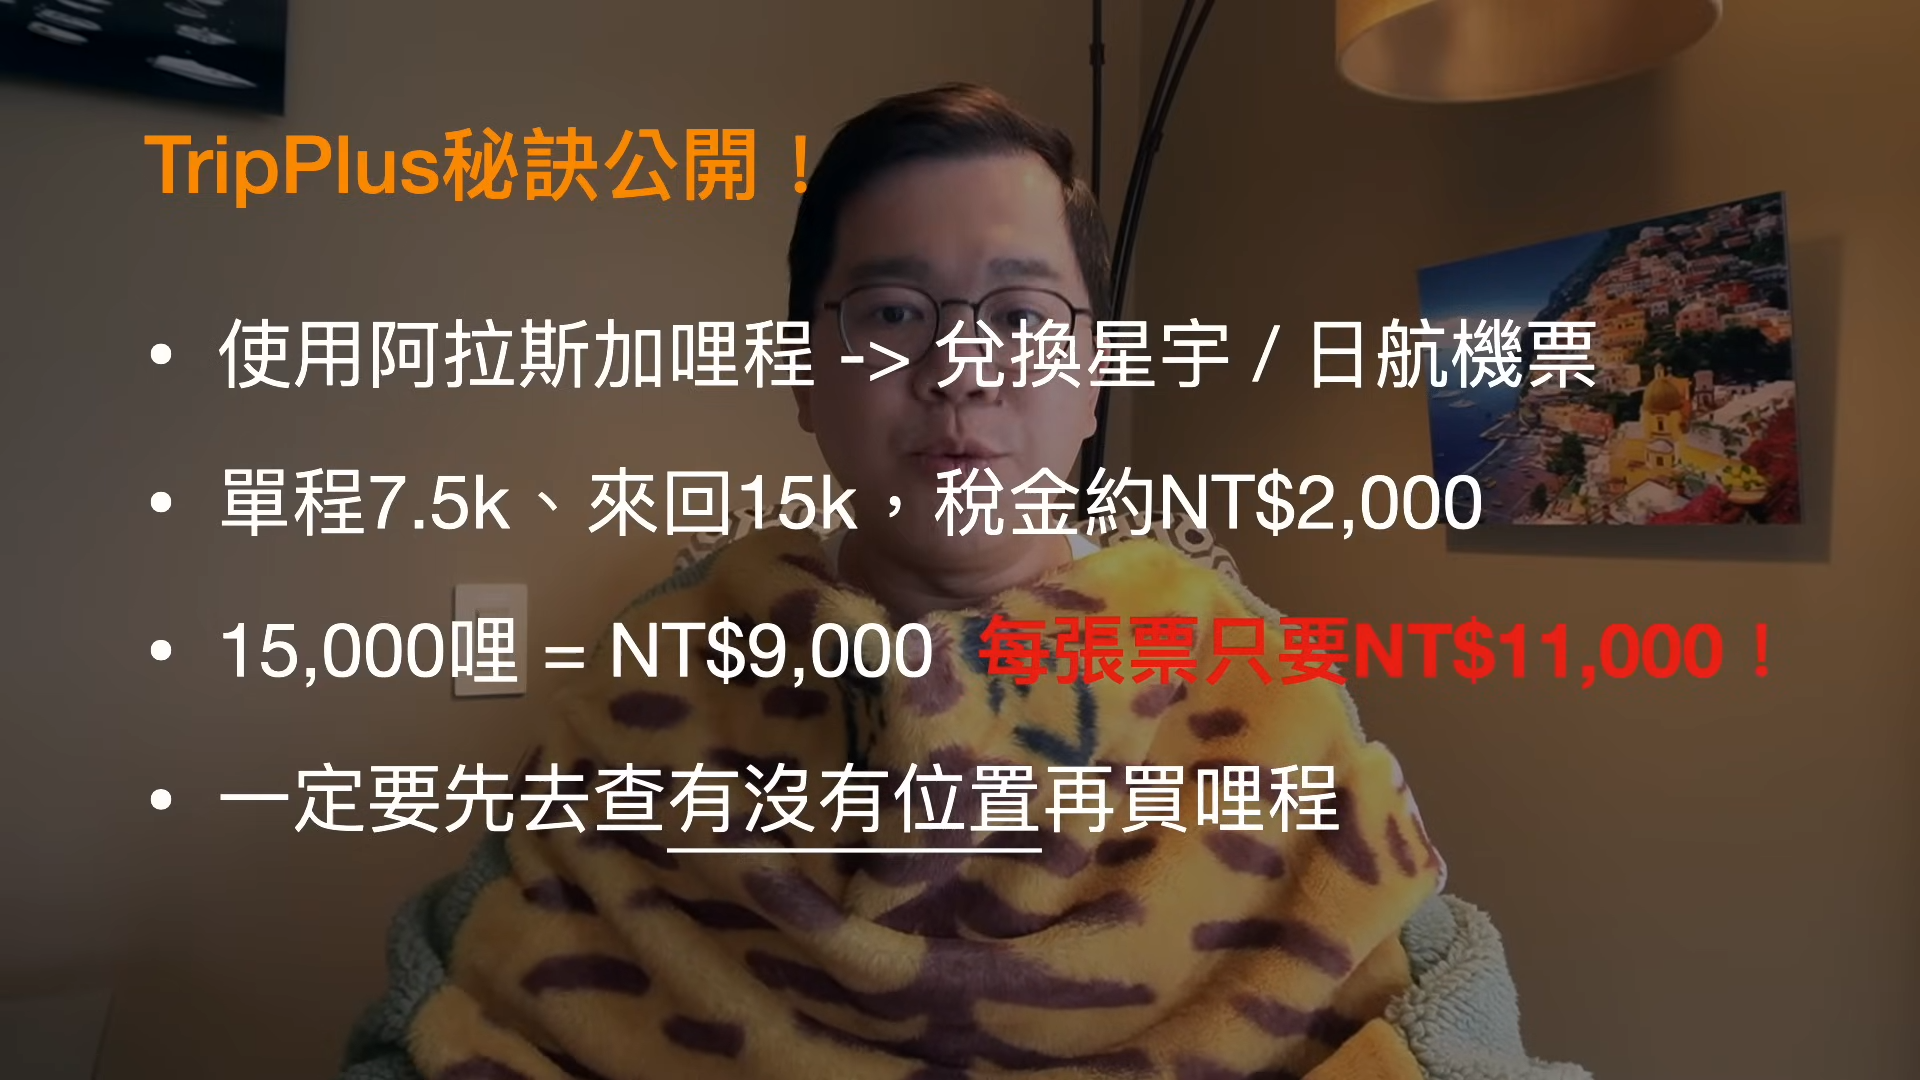 TripPlus秘訣公開！
• 使用阿拉斯加哩程 -> 兌換星宇 / 日航機票
• 單程7.5k、來回15k，稅金約NT$2,000
• 15,000哩 = NT$9,000 每張票只要NT$11,000！
• 一定要先去查有沒有位置再買哩程